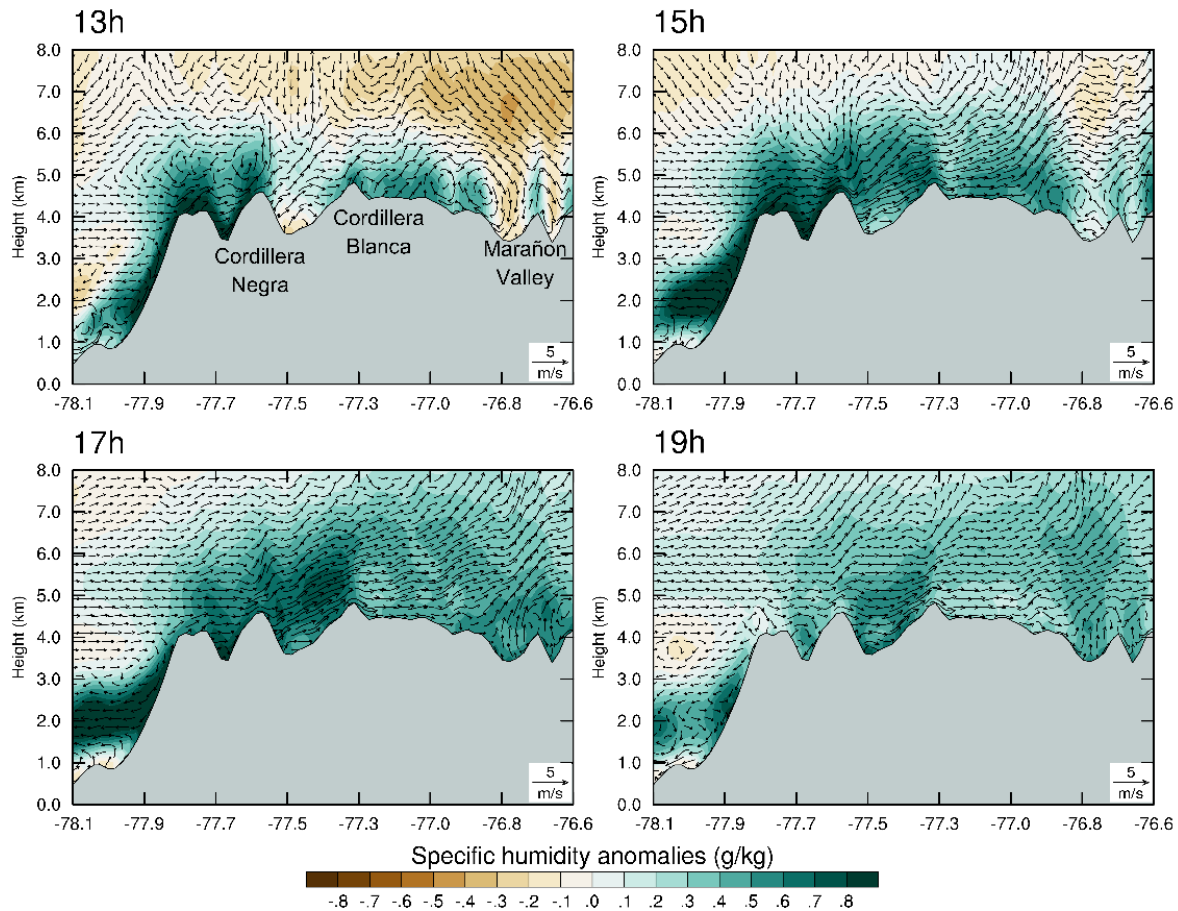 13h
15h
8.0
7.0
6.0
5.0
4.0
3.0
2.0
1.0
0.0
Height (km)
Cordillera
Negra
Cordillera
Blanca
Marañon
Valley
5
m/s
-78.1 -77.9 -77.7 -77.5 -77.3 -77.0 -76.8 -76.6
8.0
7.0
6.0
5.0
4.0
3.0
2.0
1.0
0.0
Height (km)
5
m/s
-78.1 -77.9 -77.7 -77.5 -77.3 -77.0 -76.8 -76.6
17h
19h
8.0
7.0
6.0
5.0
4.0
3.0
2.0
1.0
0.0
Height (km)
5
m/s
-78.1 -77.9 -77.7 -77.5 -77.3 -77.0 -76.8 -76.6
8.0
7.0
6.0
5.0
4.0
3.0
2.0
1.0
0.0
Height (km)
5
m/s
-78.1 -77.9 -77.7 -77.5 -77.3 -77.0 -76.8 -76.6
Specific humidity anomalies (g/kg)
-.8 -.7 -.6 -.5 -.4 -.3 -.2 -.1 .0 .1 .2 .3 .4 .5 .6 .7 .8